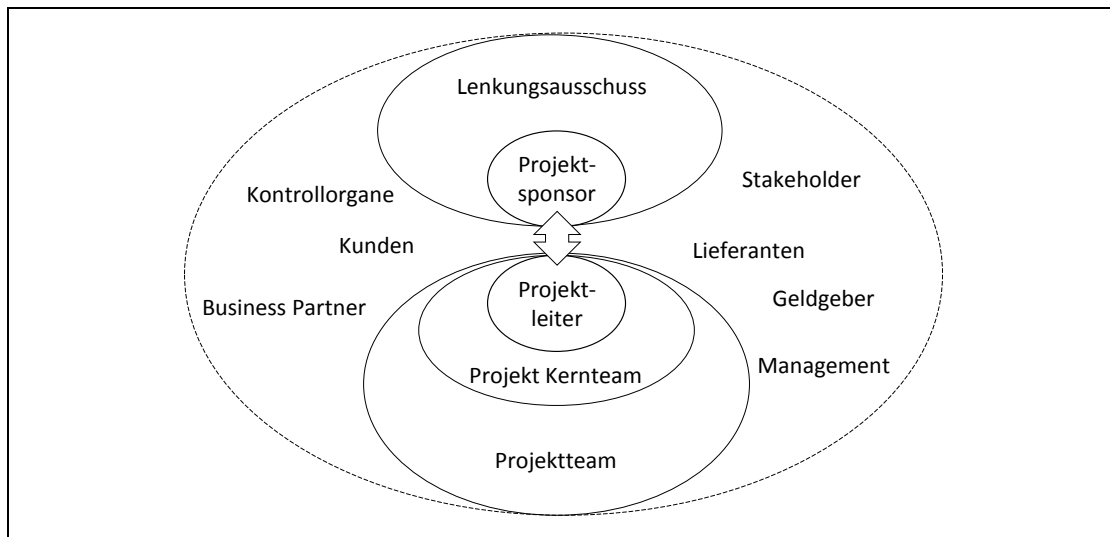 Lenkungsausschuss
Projekt-
sponsor
Kontrollorgane
Stakeholder
Kunden
Lieferanten
Business Partner
Projekt-
leiter
Geldgeber
Projekt Kernteam
Management
Projektteam